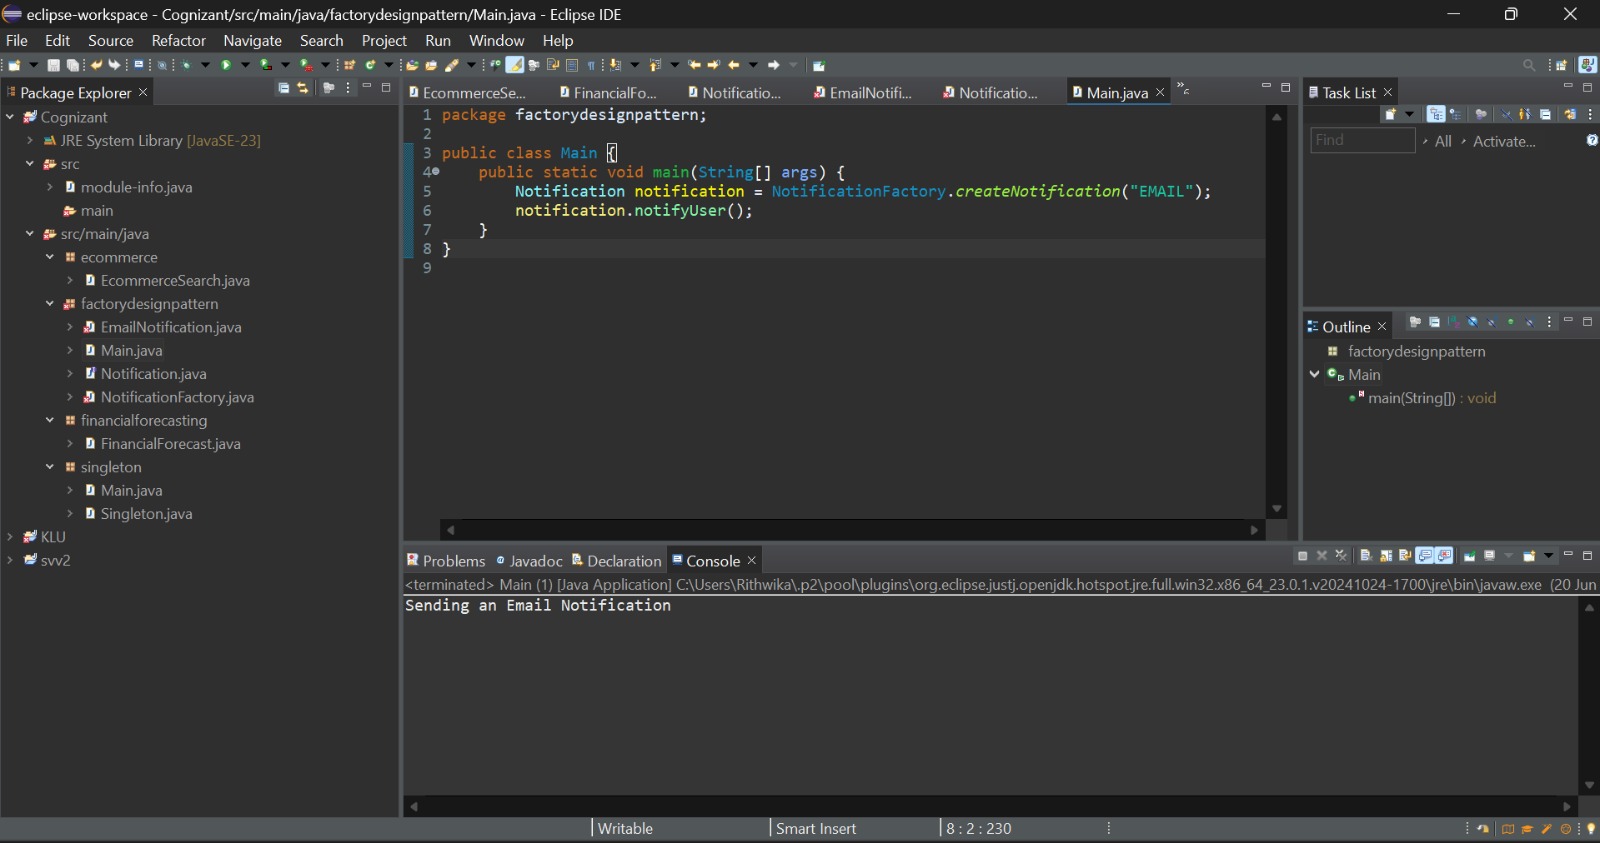 eclipse-workspace - Cognizant/src/main/java/factorydesignpattern/Main.java - Eclipse IDE
File Edit Source Refactor Navigate Search Project Run Window Help
Package Explorer
Cognizant
JRE System Library [JavaSE-23]
src
module-info.java
main
src/main/java
ecommerce
EcommerceSearch.java
factorydesignpattern
EmailNotification.java
Main.java
Notification.java
NotificationFactory.java
financialforecasting
FinancialForecast.java
singleton
Main.java
Singleton.java
KLU
svv2
EcommerceSe... FinancialFo... Notificatio... EmailNotifi... Notificatio... Main.java
1 package factorydesignpattern;
2
3 public class Main {
4 public static void main(String[] args) {
5 Notification notification = NotificationFactory.createNotification("EMAIL");
6 notification.notifyUser();
7 }
8 }
9
Problems Javadoc Declaration Console
<terminated> Main (1) [Java Application] C:\Users\Rithwika\.p2\pool\plugins\org.eclipse.justj.openjdk.hotspot.jre.full.win32.x86_64_23.0.1.v20241024-1700\jre\bin\javaw.exe (20 Jun
Sending an Email Notification
Task List
Find All Activate...
Outline
factorydesignpattern
Main
main(String[]) : void
Writable Smart Insert 8 : 2 : 230